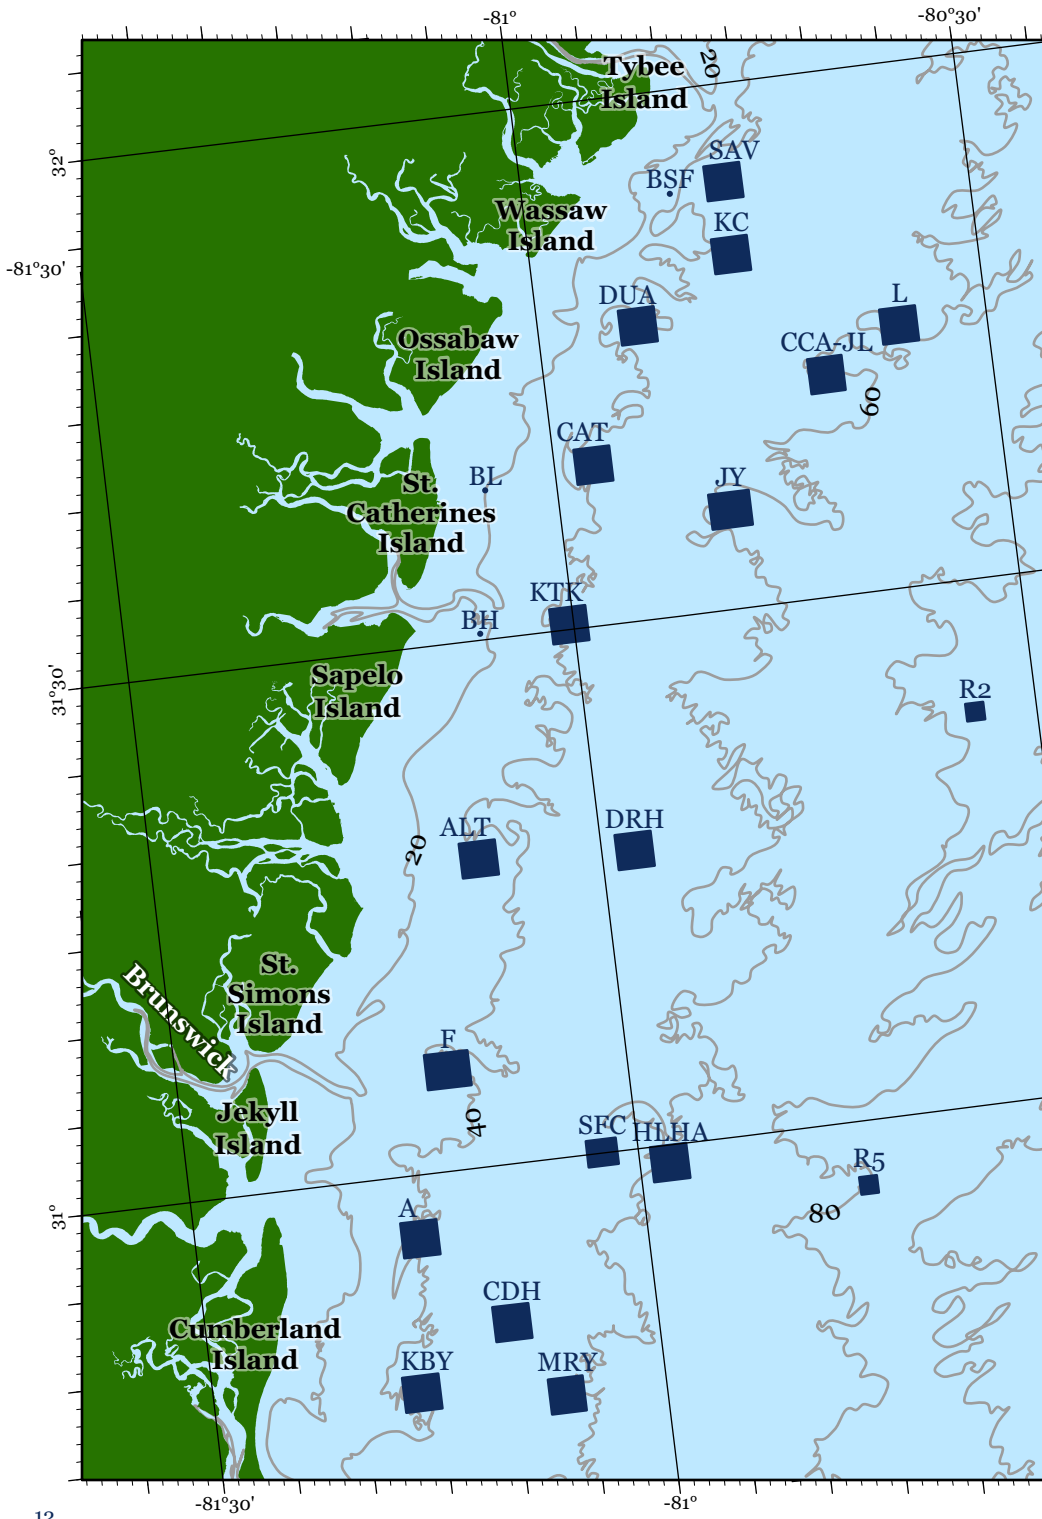 -81°
-80°30'
20
Tybee
Island
32°
SAV
BSF
KC
Wassaw
Island
-81°30'
DUA
L
CCA-JL
Ossabaw
Island
60
CAT
BL
JY
St.
Catherines
Island
KTK
BH
Sapelo
Island
31°30'
R2
ALT
20
DRH
St.
Simons
Island
Brunswick
F
40
Jekyll
Island
SFC
HLHA
R5
31°
A
80
CDH
Cumberland
Island
KBY
MRY
-81°30'
-81°
12